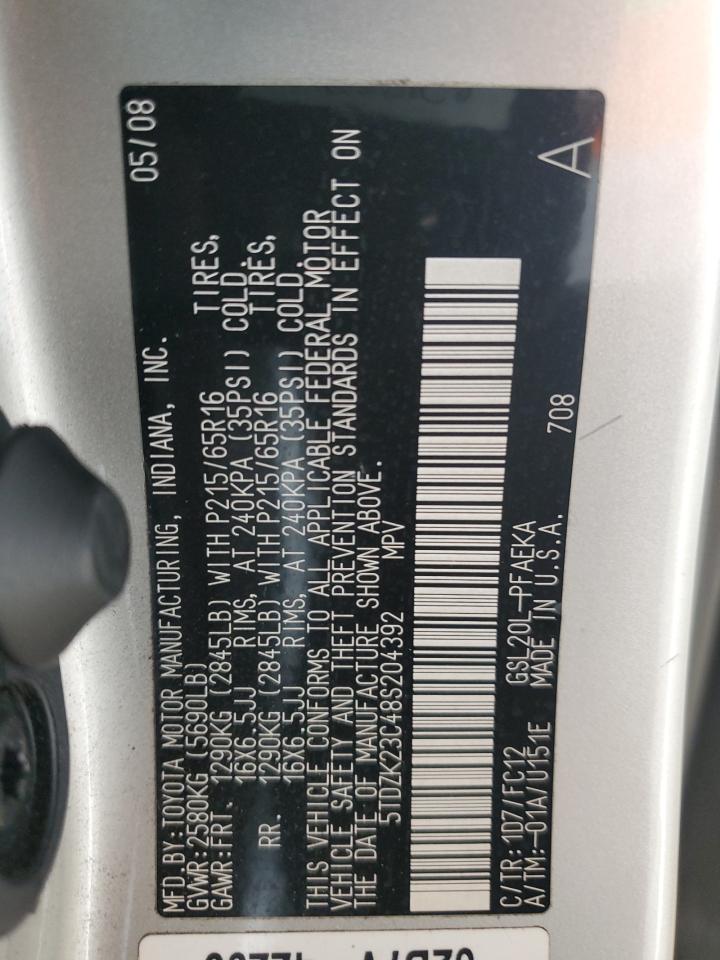 MFD.BY:TOYOTA MOTOR MANUFACTURING, INDIANA, INC. 05/08
GVWR:2580KG (5690LB)
GAWR:FRT. 1290KG (2845LB) WITH P215/65R16 TIRES,
16X6.5JJ RIMS, AT 240KPA (35PSI) COLD.
RR. 1290KG (2845LB) WITH P215/65R16 TIRES,
16X6.5JJ RIMS, AT 240KPA (35PSI) COLD.
THIS VEHICLE CONFORMS TO ALL APPLICABLE FEDERAL MOTOR
VEHICLE SAFETY AND THEFT PREVENTION STANDARDS IN EFFECT ON
THE DATE OF MANUFACTURE SHOWN ABOVE.
5TDZK23C48S204392 MPV
C/TR:1D7/FC12 GSL20L-PFAEKA 708
A/TM:-01A/U151E MADE IN U.S.A. A